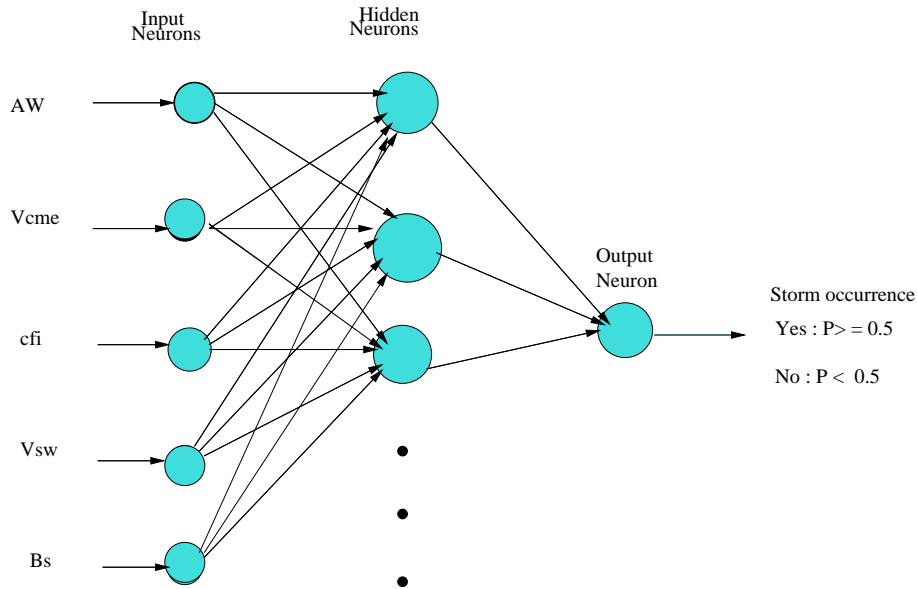 Input
Neurons
Hidden
Neurons
AW
Vcme
cfi
Vsw
Bs
Output
Neuron
Storm occurrence
Yes : P> = 0.5
No : P < 0.5